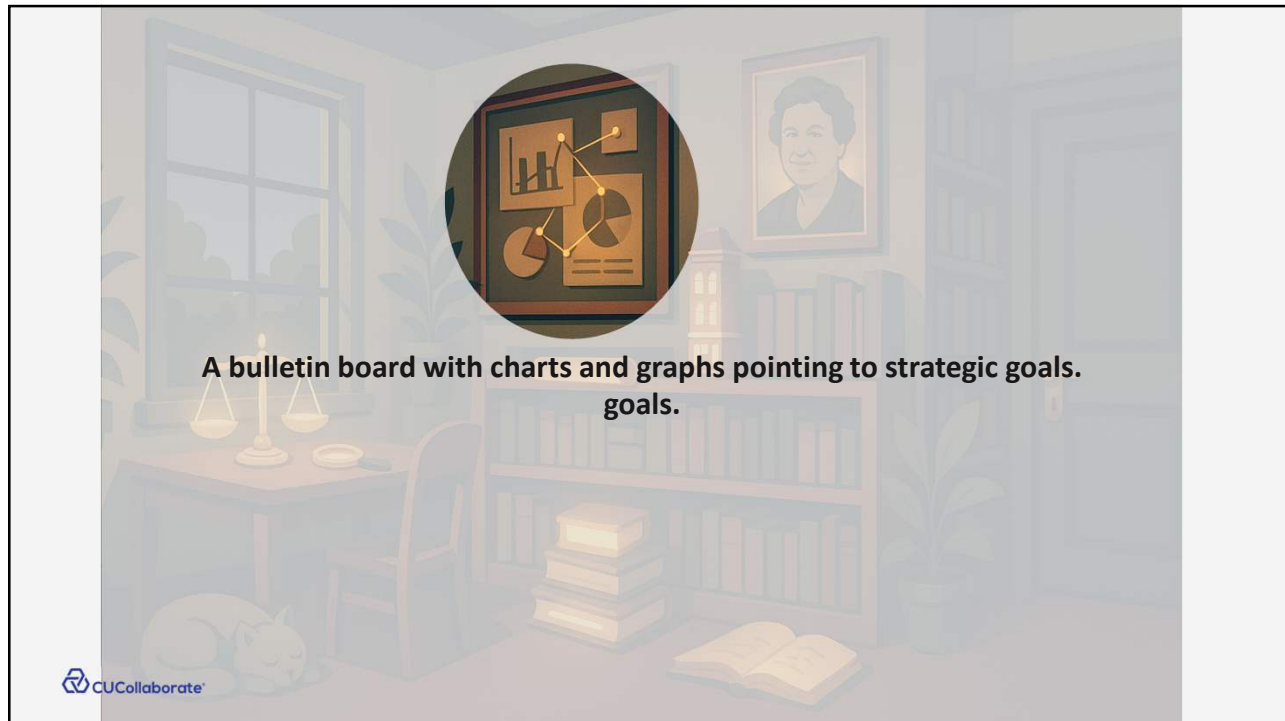 A bulletin board with charts and graphs pointing to strategic goals.
goals.
CUCollaborate